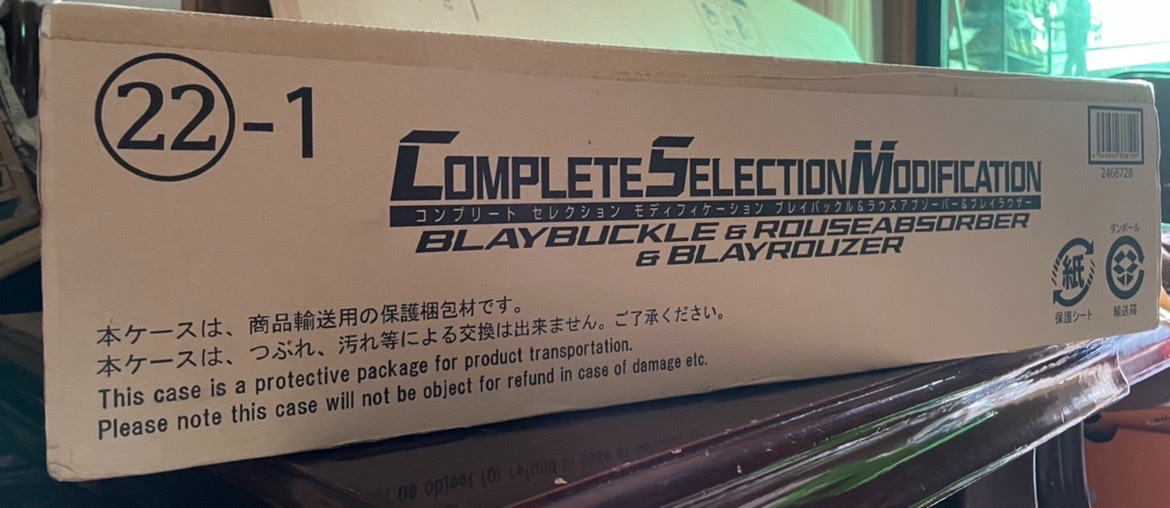 22-1
COMPLETE SELECTION MODIFICATION
コンプリート セレクション モディフィケーション ブレイバックル&ラウズアブソーバー&ブレイラウザー
BLAYBUCKLE & ROUSEABSORBER
& BLAYROUZER
2468728
ダンボール
紙
保護シート
輸送箱
本ケースは、商品輸送用の保護梱包材です。
本ケースは、つぶれ、汚れ等による交換は出来ません。ご了承ください。
This case is a protective package for product transportation.
Please note this case will not be object for refund in case of damage etc.